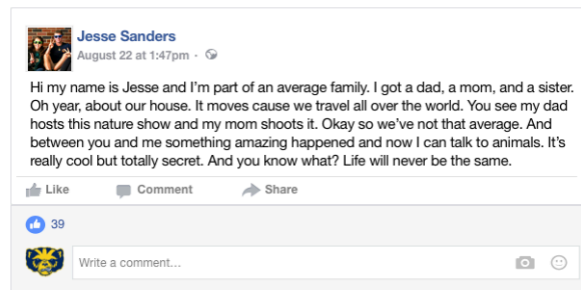 Jesse Sanders
August 22 at 1:47pm ·
Hi my name is Jesse and I'm part of an average family. I got a dad, a mom, and a sister.
Oh year, about our house. It moves cause we travel all over the world. You see my dad
hosts this nature show and my mom shoots it. Okay so we've not that average. And
between you and me something amazing happened and now I can talk to animals. It's
really cool but totally secret. And you know what? Life will never be the same.
Like Comment Share
39
Write a comment...